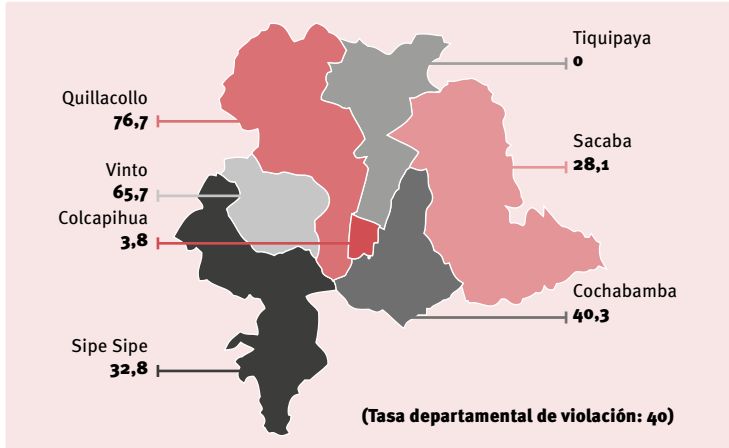 Tiquipaya
0
Quillacollo
76,7
Sacaba
28,1
Vinto
65,7
Colcapihua
3,8
Cochabamba
40,3
Sipe Sipe
32,8
(Tasa departamental de violación: 40)